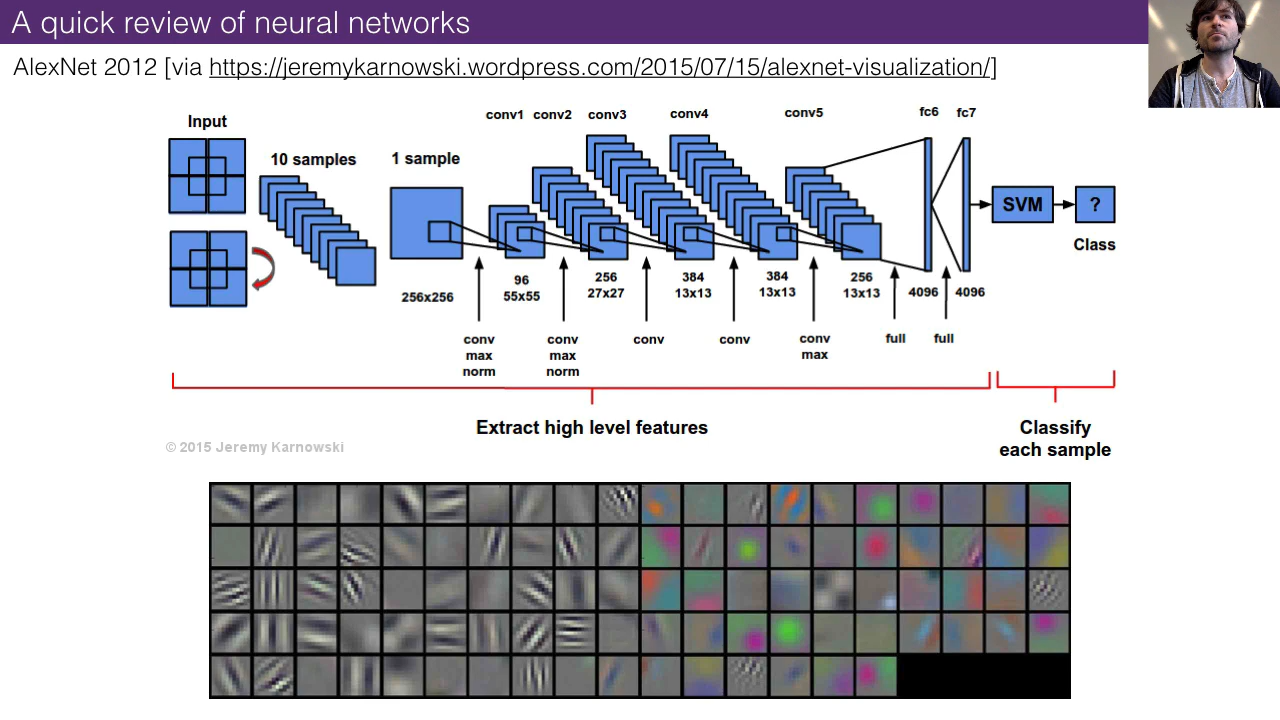 A quick review of neural networks
AlexNet 2012 [via https://jeremykarnowski.wordpress.com/2015/07/15/alexnet-visualization/]
Input
10 samples
1 sample
conv1
conv2
conv3
conv4
conv5
fc6
fc7
SVM
?
Class
256x256
96
55x55
256
27x27
384
13x13
384
13x13
256
13x13
4096
4096
conv
max
norm
conv
max
norm
conv
conv
conv
max
full
full
Extract high level features
Classify
each sample
© 2015 Jeremy Karnowski